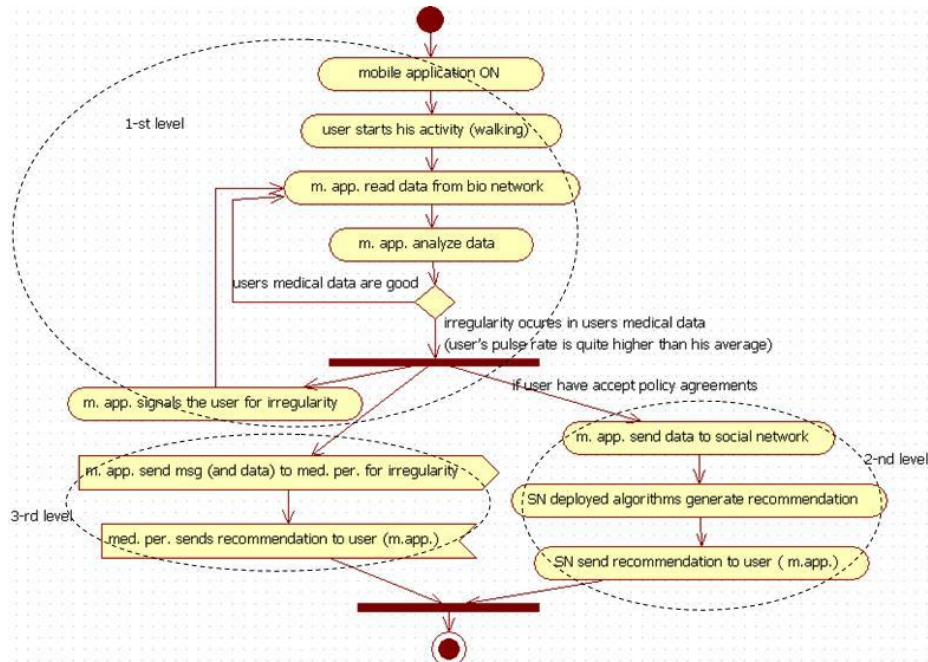 mobile application ON
1-st level
user starts his activity (walking)
m. app. read data from bio network
m. app. analyze data
users medical data are good
irregularity ocures in users medical data
(user's pulse rate is quite higher than his average)
if user have accept policy agreements
m. app. signals the user for irregularity
m. app. send data to social network
2-nd level
m. app. send msg (and data) to med. per. for irregularity
SN deployed algorithms generate recommendation
3-rd level
med. per. sends recommendation to user (m.app.)
SN send recommendation to user ( m.app.)